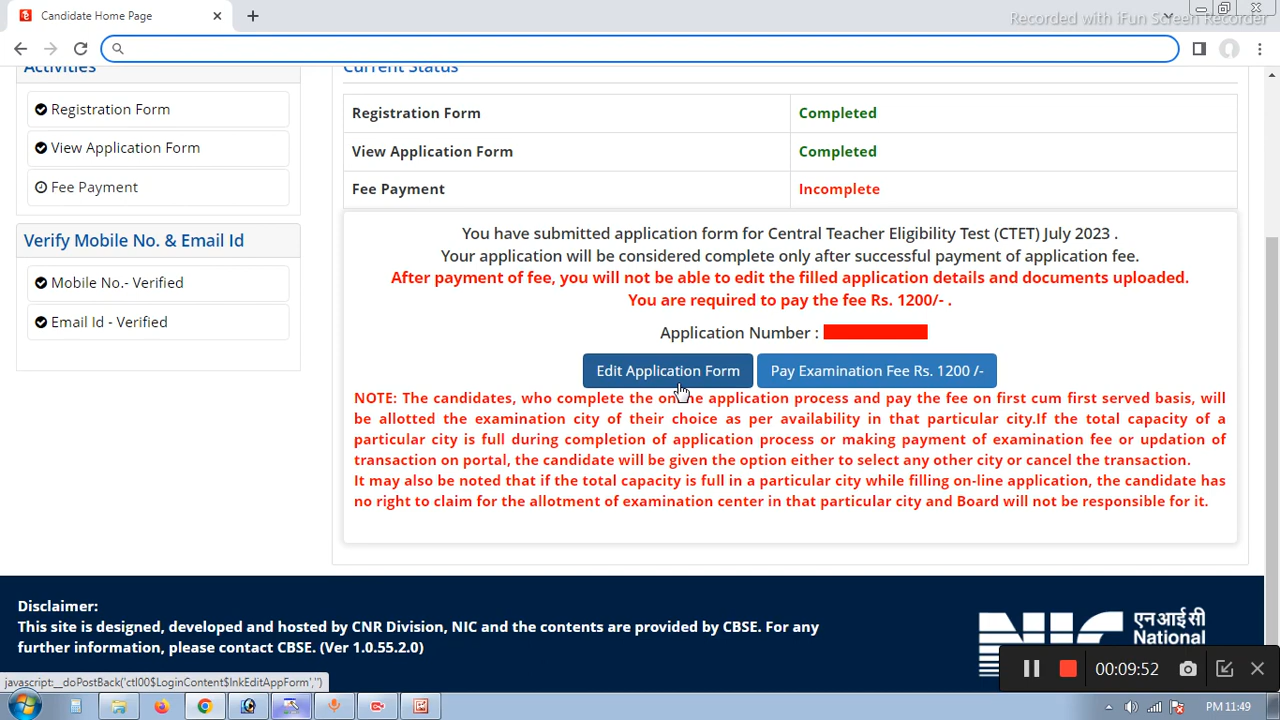 Candidate Home Page
Recorded with iFun Screen Recorder
Activities
Registration Form
View Application Form
Fee Payment
Verify Mobile No. & Email Id
Mobile No.- Verified
Email Id - Verified
Current Status
Registration Form Completed
View Application Form Completed
Fee Payment Incomplete
You have submitted application form for Central Teacher Eligibility Test (CTET) July 2023 .
Your application will be considered complete only after successful payment of application fee.
After payment of fee, you will not be able to edit the filled application details and documents uploaded.
You are required to pay the fee Rs. 1200/- .
Application Number :
Edit Application Form Pay Examination Fee Rs. 1200 /-
NOTE: The candidates, who complete the online application process and pay the fee on first cum first served basis, will
be allotted the examination city of their choice as per availability in that particular city.If the total capacity of a
particular city is full during completion of application process or making payment of examination fee or updation of
transaction on portal, the candidate will be given the option either to select any other city or cancel the transaction.
It may also be noted that if the total capacity is full in a particular city while filling on-line application, the candidate has
no right to claim for the allotment of examination center in that particular city and Board will not be responsible for it.
Disclaimer:
This site is designed, developed and hosted by CNR Division, NIC and the contents are provided by CBSE. For any
further information, please contact CBSE. (Ver 1.0.55.2.0)
NIC एन आई सी
National
00:09:52
javascript:__doPostBack('ctl00$LoginContent$lnkEditAppForm','')
PM 11:49